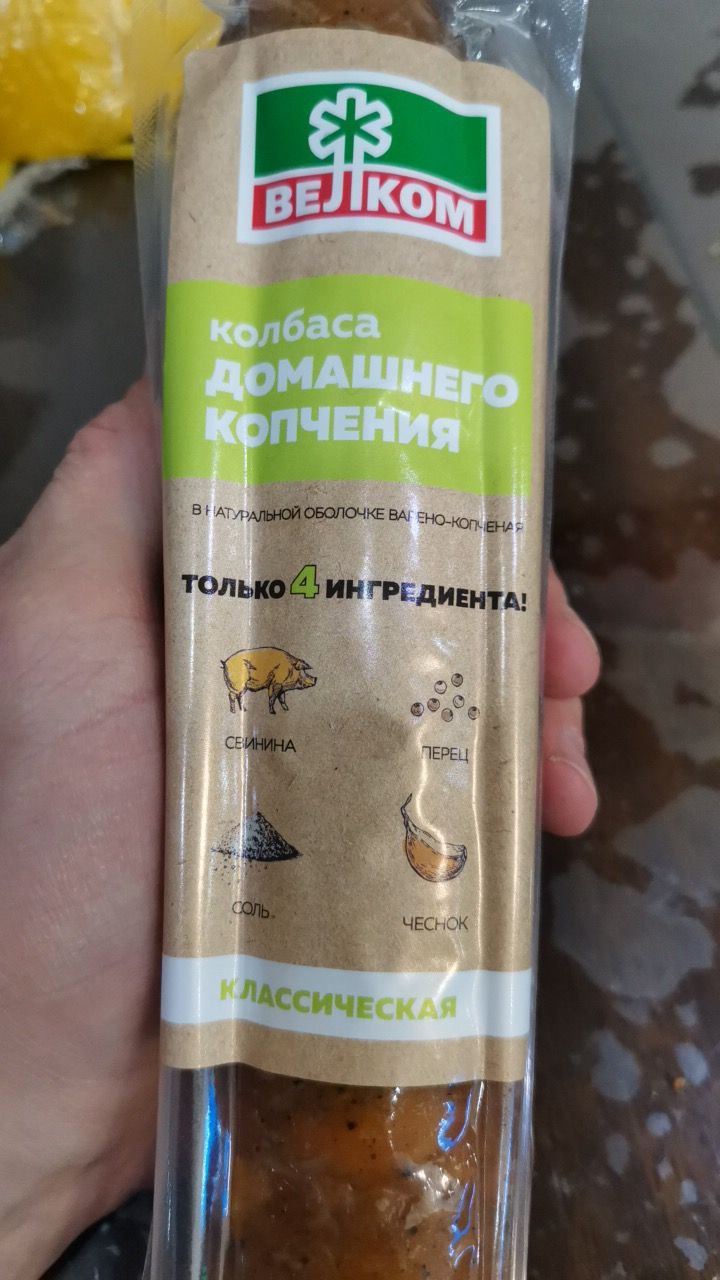 ВЕЛКОМ
колбаса
ДОМАШНЕГО
КОПЧЕНИЯ
В НАТУРАЛЬНОЙ ОБОЛОЧКЕ ВАРЕНО-КОПЧЕНАЯ
ТОЛЬКО 4 ИНГРЕДИЕНТА!
СВИНИНА
ПЕРЕЦ
СОЛЬ
ЧЕСНОК
КЛАССИЧЕСКАЯ